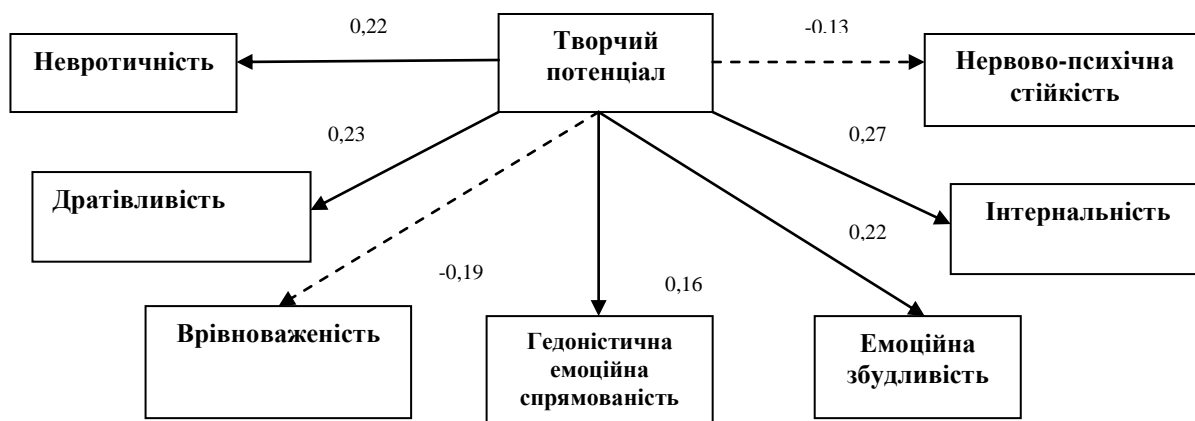 0,22
Творчий
потенціал
-0,13
Невротичність
Нервово-психічна
стійкість
0,23
0,27
Дратівливість
Інтернальність
0,22
-0,19
0,16
Врівноваженість
Гедоністична
емоційна
спрямованість
Емоційна
збудливість